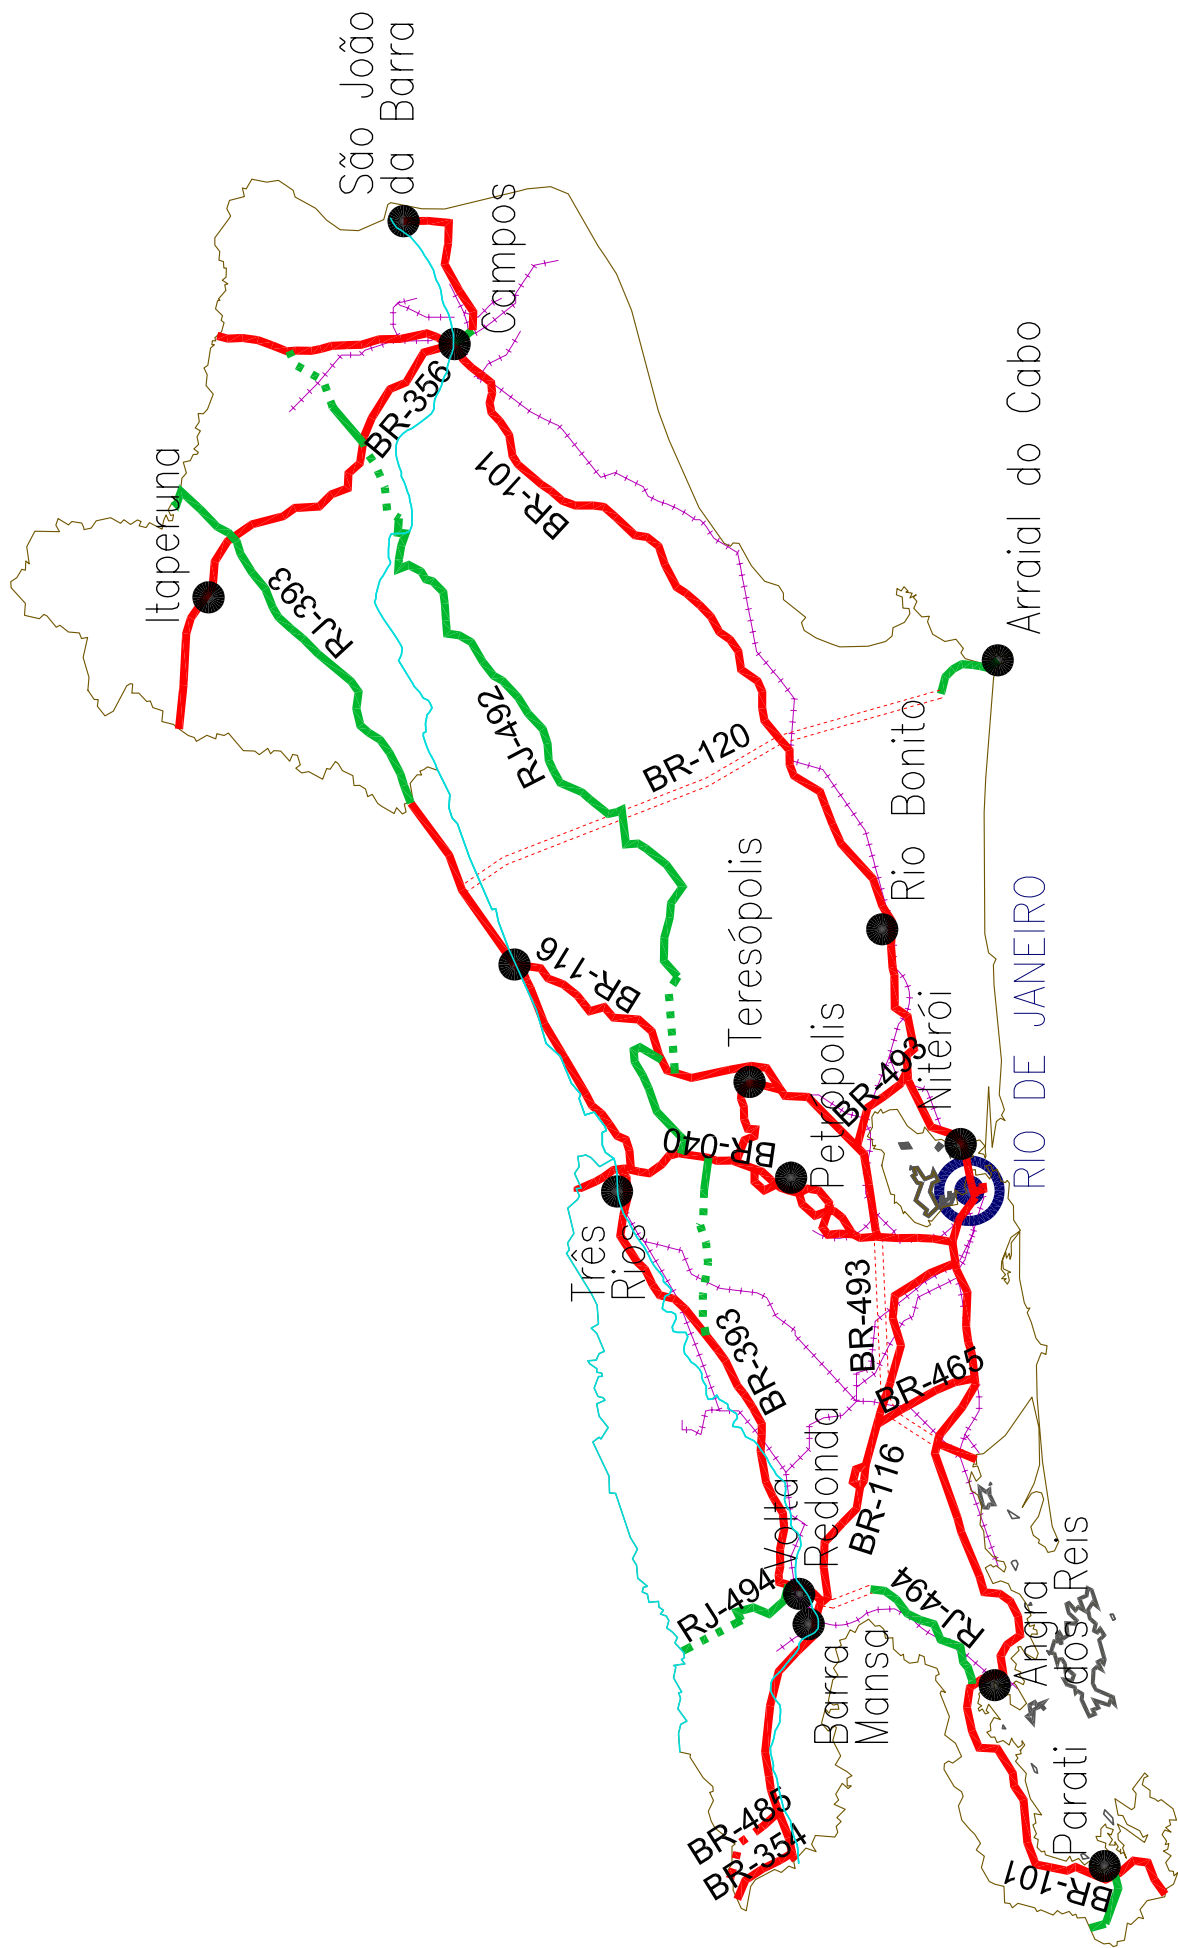 São João
da Barra
Campos
Itaperuna
BR-356
BR-101
RJ-393
RJ-492
BR-120
Arraial do Cabo
Rio Bonito
BR-116
Teresópolis
Petrópolis
BR-493
Niterói
RIO DE JANEIRO
BR-040
Três
Rios
BR-393
BR-493
BR-465
Volta
Redonda
BR-116
RJ-494
RJ-494
Barra
Mansa
Angra
dos Reis
Parati
BR-485
BR-354
BR-101